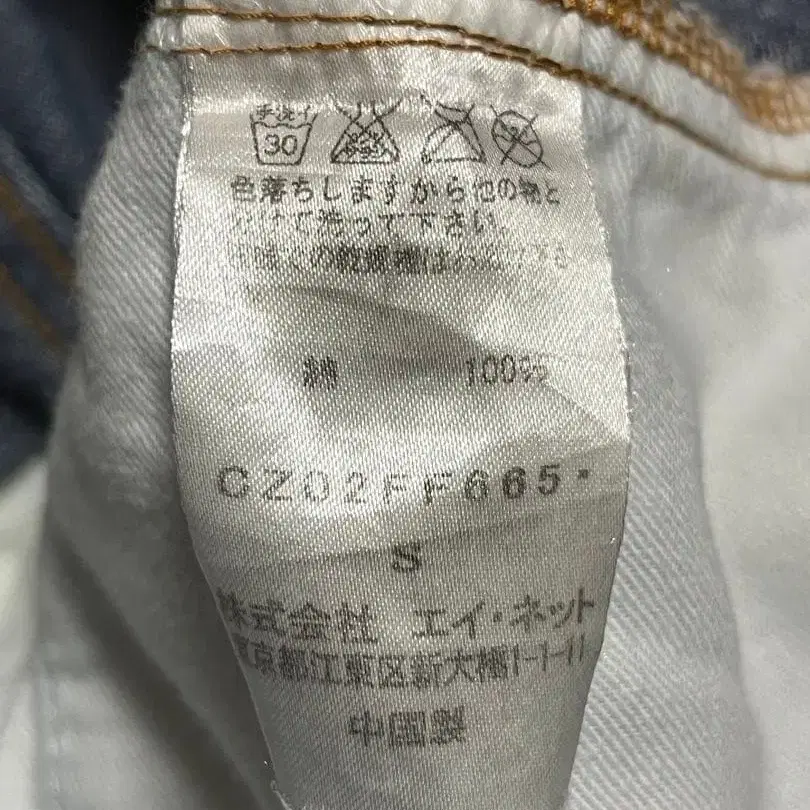 手洗イ
30
色落ちしますから他の物と
分けて洗って下さい。
綿 100%
CZ02FF665*
S
株式会社 エイ・ネット
東京都江東区新大橋1-1-11
中国製